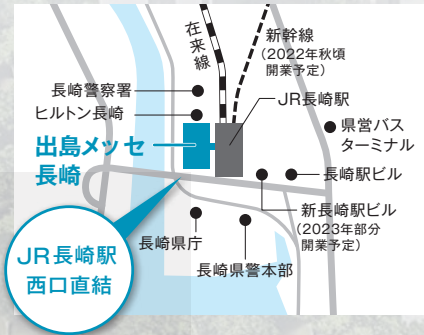 在来線
新幹線
(2022年秋頃
開業予定)
長崎警察署
ヒルトン長崎
JR長崎駅
県営バス
ターミナル
出島メッセ
長崎
長崎駅ビル
新長崎駅ビル
(2023年部分
開業予定)
長崎県庁
長崎県警本部
JR長崎駅
西口直結